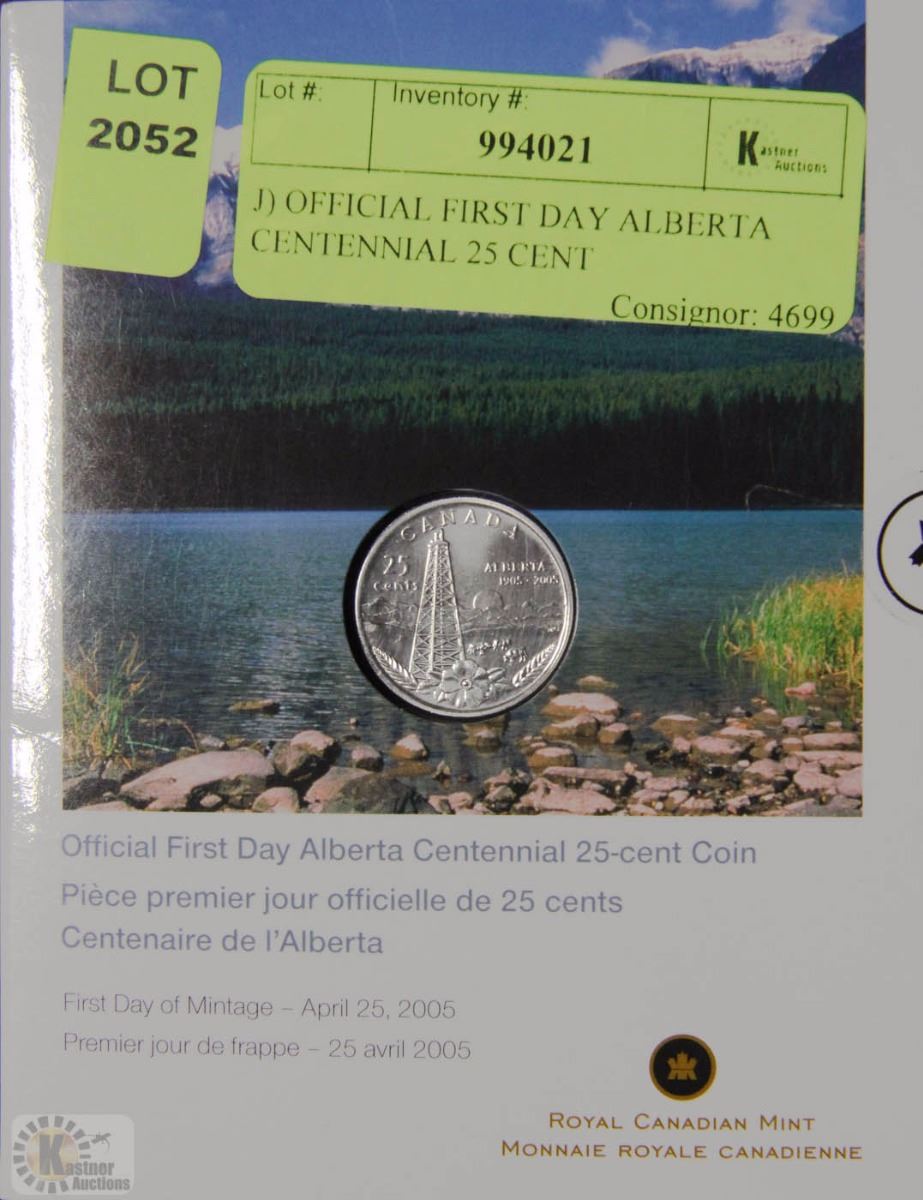 LOT
2052
Lot #:
Inventory #:
994021
Kastner
Auctions
J) OFFICIAL FIRST DAY ALBERTA
CENTENNIAL 25 CENT
Consignor: 4699
CANADA
25
cents
ALBERTA
1905 - 2005
Official First Day Alberta Centennial 25-cent Coin
Pièce premier jour officielle de 25 cents
Centenaire de l'Alberta
First Day of Mintage – April 25, 2005
Premier jour de frappe – 25 avril 2005
ROYAL CANADIAN MINT
MONNAIE ROYALE CANADIENNE
Kastner
Auctions